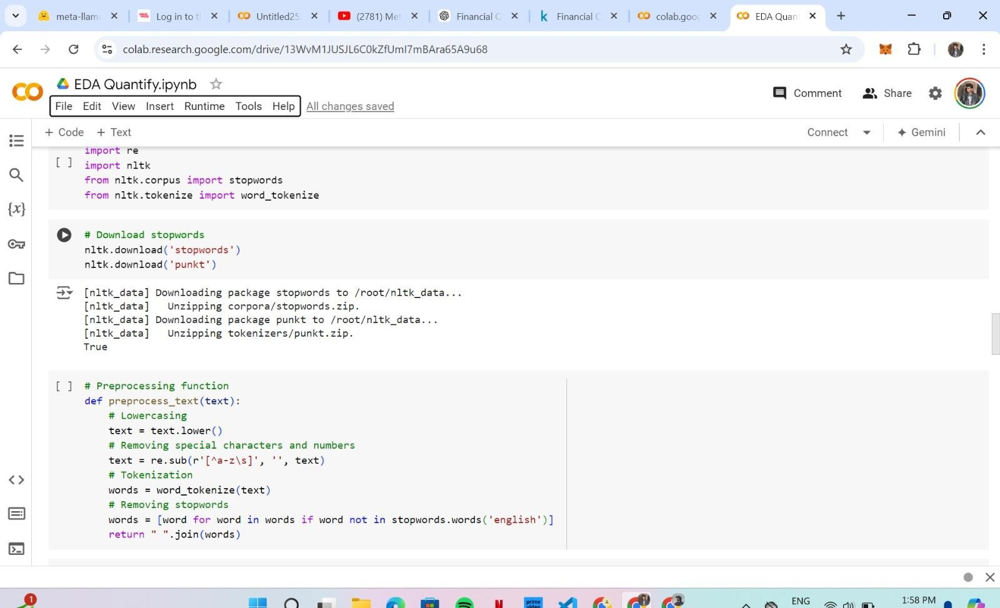 meta-llam
Log in to t
Untitled25.
(2781) Me
Financial
Financial
colab.goo
EDA Quan
colab.research.google.com/drive/13WvM1JUSJL6C0kZfUmI7mBAra65A9u68
EDA Quantify.ipynb
File Edit View Insert Runtime Tools Help All changes saved
Comment Share
+ Code + Text
Connect Gemini
import re
[ ] import nltk
from nltk.corpus import stopwords
from nltk.tokenize import word_tokenize
# Download stopwords
nltk.download('stopwords')
nltk.download('punkt')
[nltk_data] Downloading package stopwords to /root/nltk_data...
[nltk_data]   Unzipping corpora/stopwords.zip.
[nltk_data] Downloading package punkt to /root/nltk_data...
[nltk_data]   Unzipping tokenizers/punkt.zip.
True
[ ] # Preprocessing function
def preprocess_text(text):
    # Lowercasing
    text = text.lower()
    # Removing special characters and numbers
    text = re.sub(r'[^a-z\s]', '', text)
    # Tokenization
    words = word_tokenize(text)
    # Removing stopwords
    words = [word for word in words if word not in stopwords.words('english')]
    return " ".join(words)
{x}
1
prime
video
ENG
1:58 PM